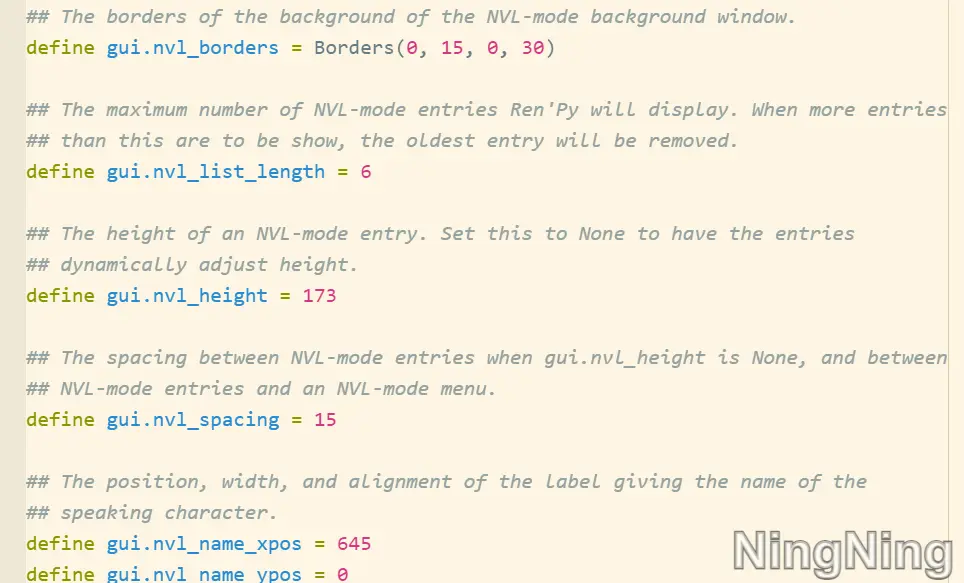 ## The borders of the background of the NVL-mode background window.
define gui.nvl_borders = Borders(0, 15, 0, 30)
## The maximum number of NVL-mode entries Ren'Py will display. When more entries
## than this are to be show, the oldest entry will be removed.
define gui.nvl_list_length = 6
## The height of an NVL-mode entry. Set this to None to have the entries
## dynamically adjust height.
define gui.nvl_height = 173
## The spacing between NVL-mode entries when gui.nvl_height is None, and between
## NVL-mode entries and an NVL-mode menu.
define gui.nvl_spacing = 15
## The position, width, and alignment of the label giving the name of the
## speaking character.
define gui.nvl_name_xpos = 645
define gui.nvl_name_ypos = 0
NingNing